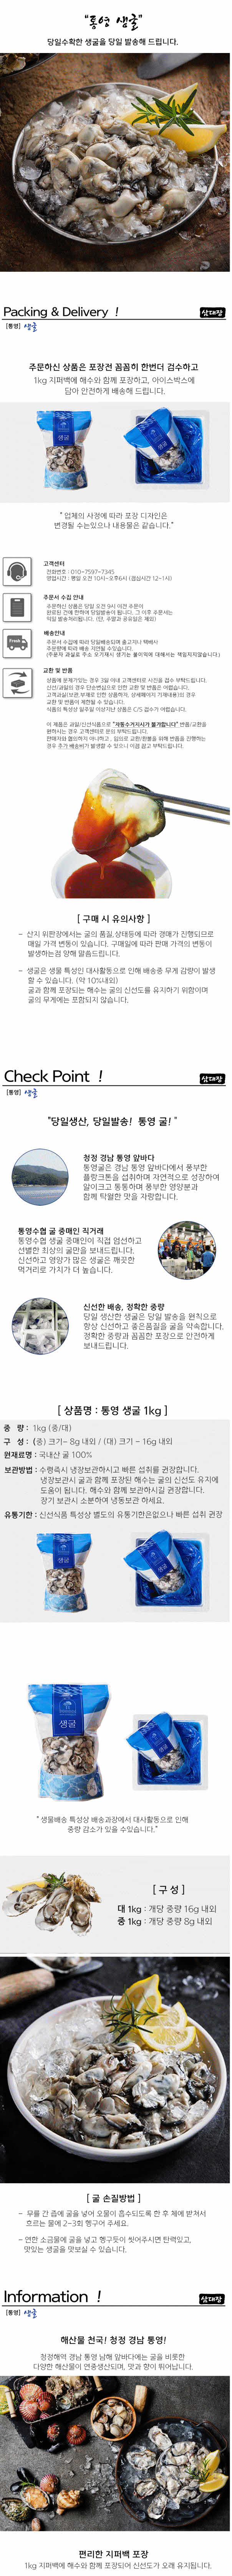 "통영 생굴"
당일수확한 생굴을 당일 발송해 드립니다.
Packing & Delivery !
삼대장
[통영] 생굴
주문하신 상품은 포장전 꼼꼼히 한번더 검수하고
1kg 지퍼백에 해수와 함께 포장하고, 아이스박스에
담아 안전하게 배송해 드립니다.
생굴
" 업체의 사정에 따라 포장 디자인은
변경될 수는있으나 내용물은 같습니다."
고객센터
전화번호 : 010-7597-7345
영업시간 : 평일 오전 10시~오후6시 (점심시간 12~1시)
주문서 수집 안내
주문하신 상품은 당일 오전 9시 이전 주문이
완료된 건에 한하여 당일발송이 됩니다. 그 이후 주문서는
익일 발송처리됩니다. (단, 주말과 공유일은 제외)
Fresh
배송안내
주문서 수집에 따라 당일배송되며 출고지나 택배사
주문량에 따라 배송 지연될 수있습니다.
(주문자 과실로 주소 오기재시 생기는 불이익에 대해서는 책임지지않습니다.)
교환 및 반품
상품에 문제가있는 경우 3일 이내 고객센터로 사진을 접수 부탁드립니다.
신선/과일의 경우 단순변심으로 인한 교환 및 반품은 어렵습니다.
고객과실(보관,부재로 인한 상품하자, 상세페이지 기재내용)의 경우
교환 및 반품이 제한될 수 있습니다.
식품의 특성상 일주일 이상지난 상품은 C/S 접수가 어렵습니다.
이 제품은 과일/신선식품으로 "자동수거지시가 불가합니다" 반품/교환을
원하시는 경우 고객센터로 문의 부탁드립니다.
판매자와 협의하지 아니하고, 임의로 교환/환불을 위해 반품을 진행하는
경우 추가 배송비가 발생할 수 있으니 이점 참고 부탁드립니다.
[ 구매 시 유의사항 ]
- 산지 위판장에서는 굴의 품질,상태등에 따라 경매가 진행되므로
매일 가격 변동이 있습니다. 구매일에 따라 판매 가격의 변동이
발생하는점 양해 말씀드립니다.
- 생굴은 생물 특성인 대사활동으로 인해 배송중 무게 감량이 발생
할 수 있습니다. (약 10%내외)
굴과 함께 포장되는 해수는 굴의 신선도를 유지하기 위함이며
굴의 무게에는 포함되지 않습니다.
Check Point !
삼대장
[통영] 생굴
"당일생산, 당일발송! 통영 굴! "
청정 경남 통영 앞바다
통영굴은 경남 통영 앞바다에서 풍부한
플랑크톤을 섭취하며 자연적으로 성장하여
알이크고 통통하며 풍부한 영양분과
함께 탁월한 맛을 자랑합니다.
통영수협 굴 중매인 직거래
통영수협 생굴 중매인이 직접 엄선하고
선별한 최상의 굴만을 보내드립니다.
신선하고 영양가 많은 생굴은 깨끗한
먹거리로 가치가 더 높습니다.
신선한 배송, 정확한 중량
당일 생산한 생굴은 당일 발송을 원칙으로
항상 신선하고 좋은품질을 굴을 약속합니다.
정확한 중량과 꼼꼼한 포장으로 안전하게
보내드립니다.
[ 상품명 : 통영 생굴 1kg ]
중 량 : 1kg (중/대)
구 성 : (중) 크기- 8g 내외 / (대) 크기 - 16g 내외
원재료명 : 국내산 굴 100%
보관방법 : 수령즉시 냉장보관하시고 빠른 섭취를 권장합니다.
냉장보관시 굴과 함께 포장된 해수는 굴의 신선도 유지에
도움이 됩니다. 해수와 함께 보관하시길 권장합니다.
장기 보관시 소분하여 냉동보관 하세요.
유통기한 : 신선식품 특성상 별도의 유통기한은없으나 빠른 섭취 권장
생굴
생굴
" 생물배송 특성상 배송과정에서 대사활동으로 인해
중량 감소가 있을 수있습니다."
[ 구성 ]
대 1kg : 개당 중량 16g 내외
중 1kg : 개당 중량 8g 내외
[ 굴 손질방법 ]
- 무를 간 즙에 굴을 넣어 오물이 흡수되도록 한 후 체에 받쳐서
흐르는 물에 2~3회 헹구어 주세요.
- 연한 소금물에 굴을 넣고 헹구듯이 씻어주시면 탄력있고,
맛있는 생굴을 맛보실 수 있습니다.
Information !
삼대장
[통영] 생굴
해산물 천국! 청정 경남 통영!
청정해역 경남 통영 남해 앞바다에는 굴을 비롯한
다양한 해산물이 연중생산되며, 맛과 향이 뛰어납니다.
편리한 지퍼백 포장
1kg 지퍼백에 해수와 함께 포장되어 신선도가 오래 유지됩니다.